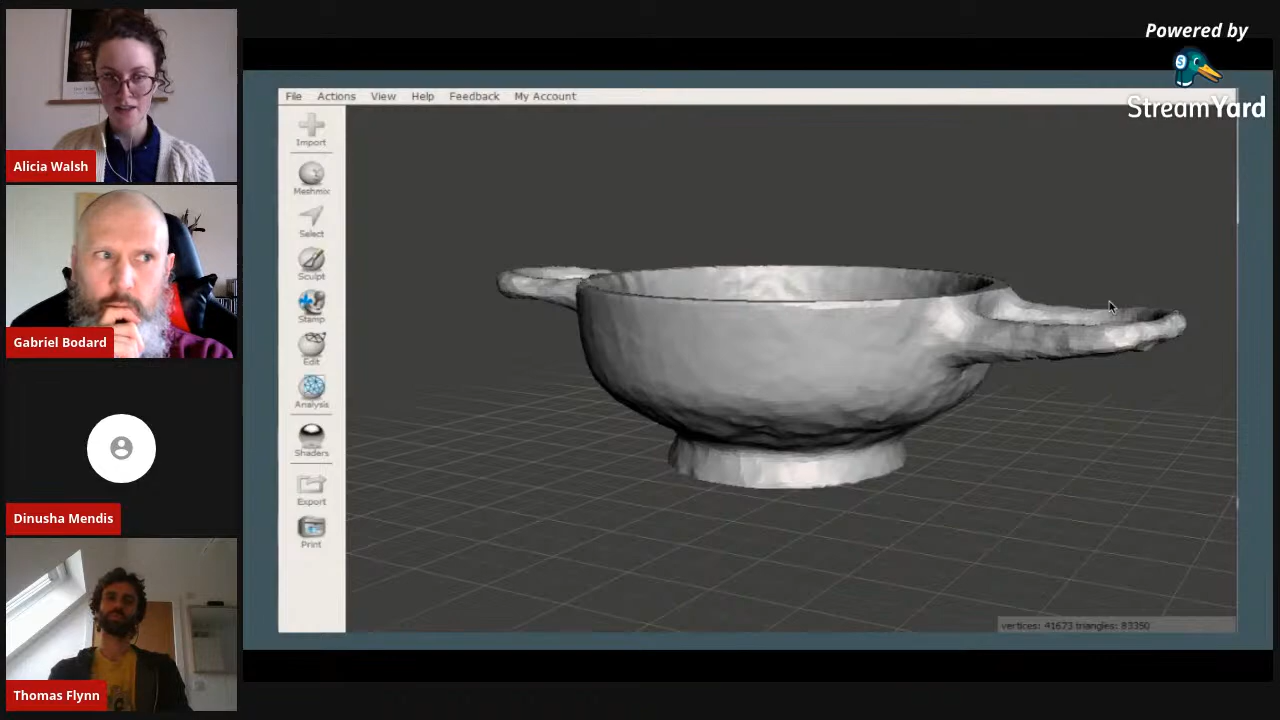 Powered by
StreamYard
Alicia Walsh
Gabriel Bodard
Dinusha Mendis
Thomas Flynn
File Actions View Help Feedback My Account
Import
Meshmix
Select
Sculpt
Stamp
Edit
Analysis
Shaders
Export
Print
vertices: 41673 triangles: 83350